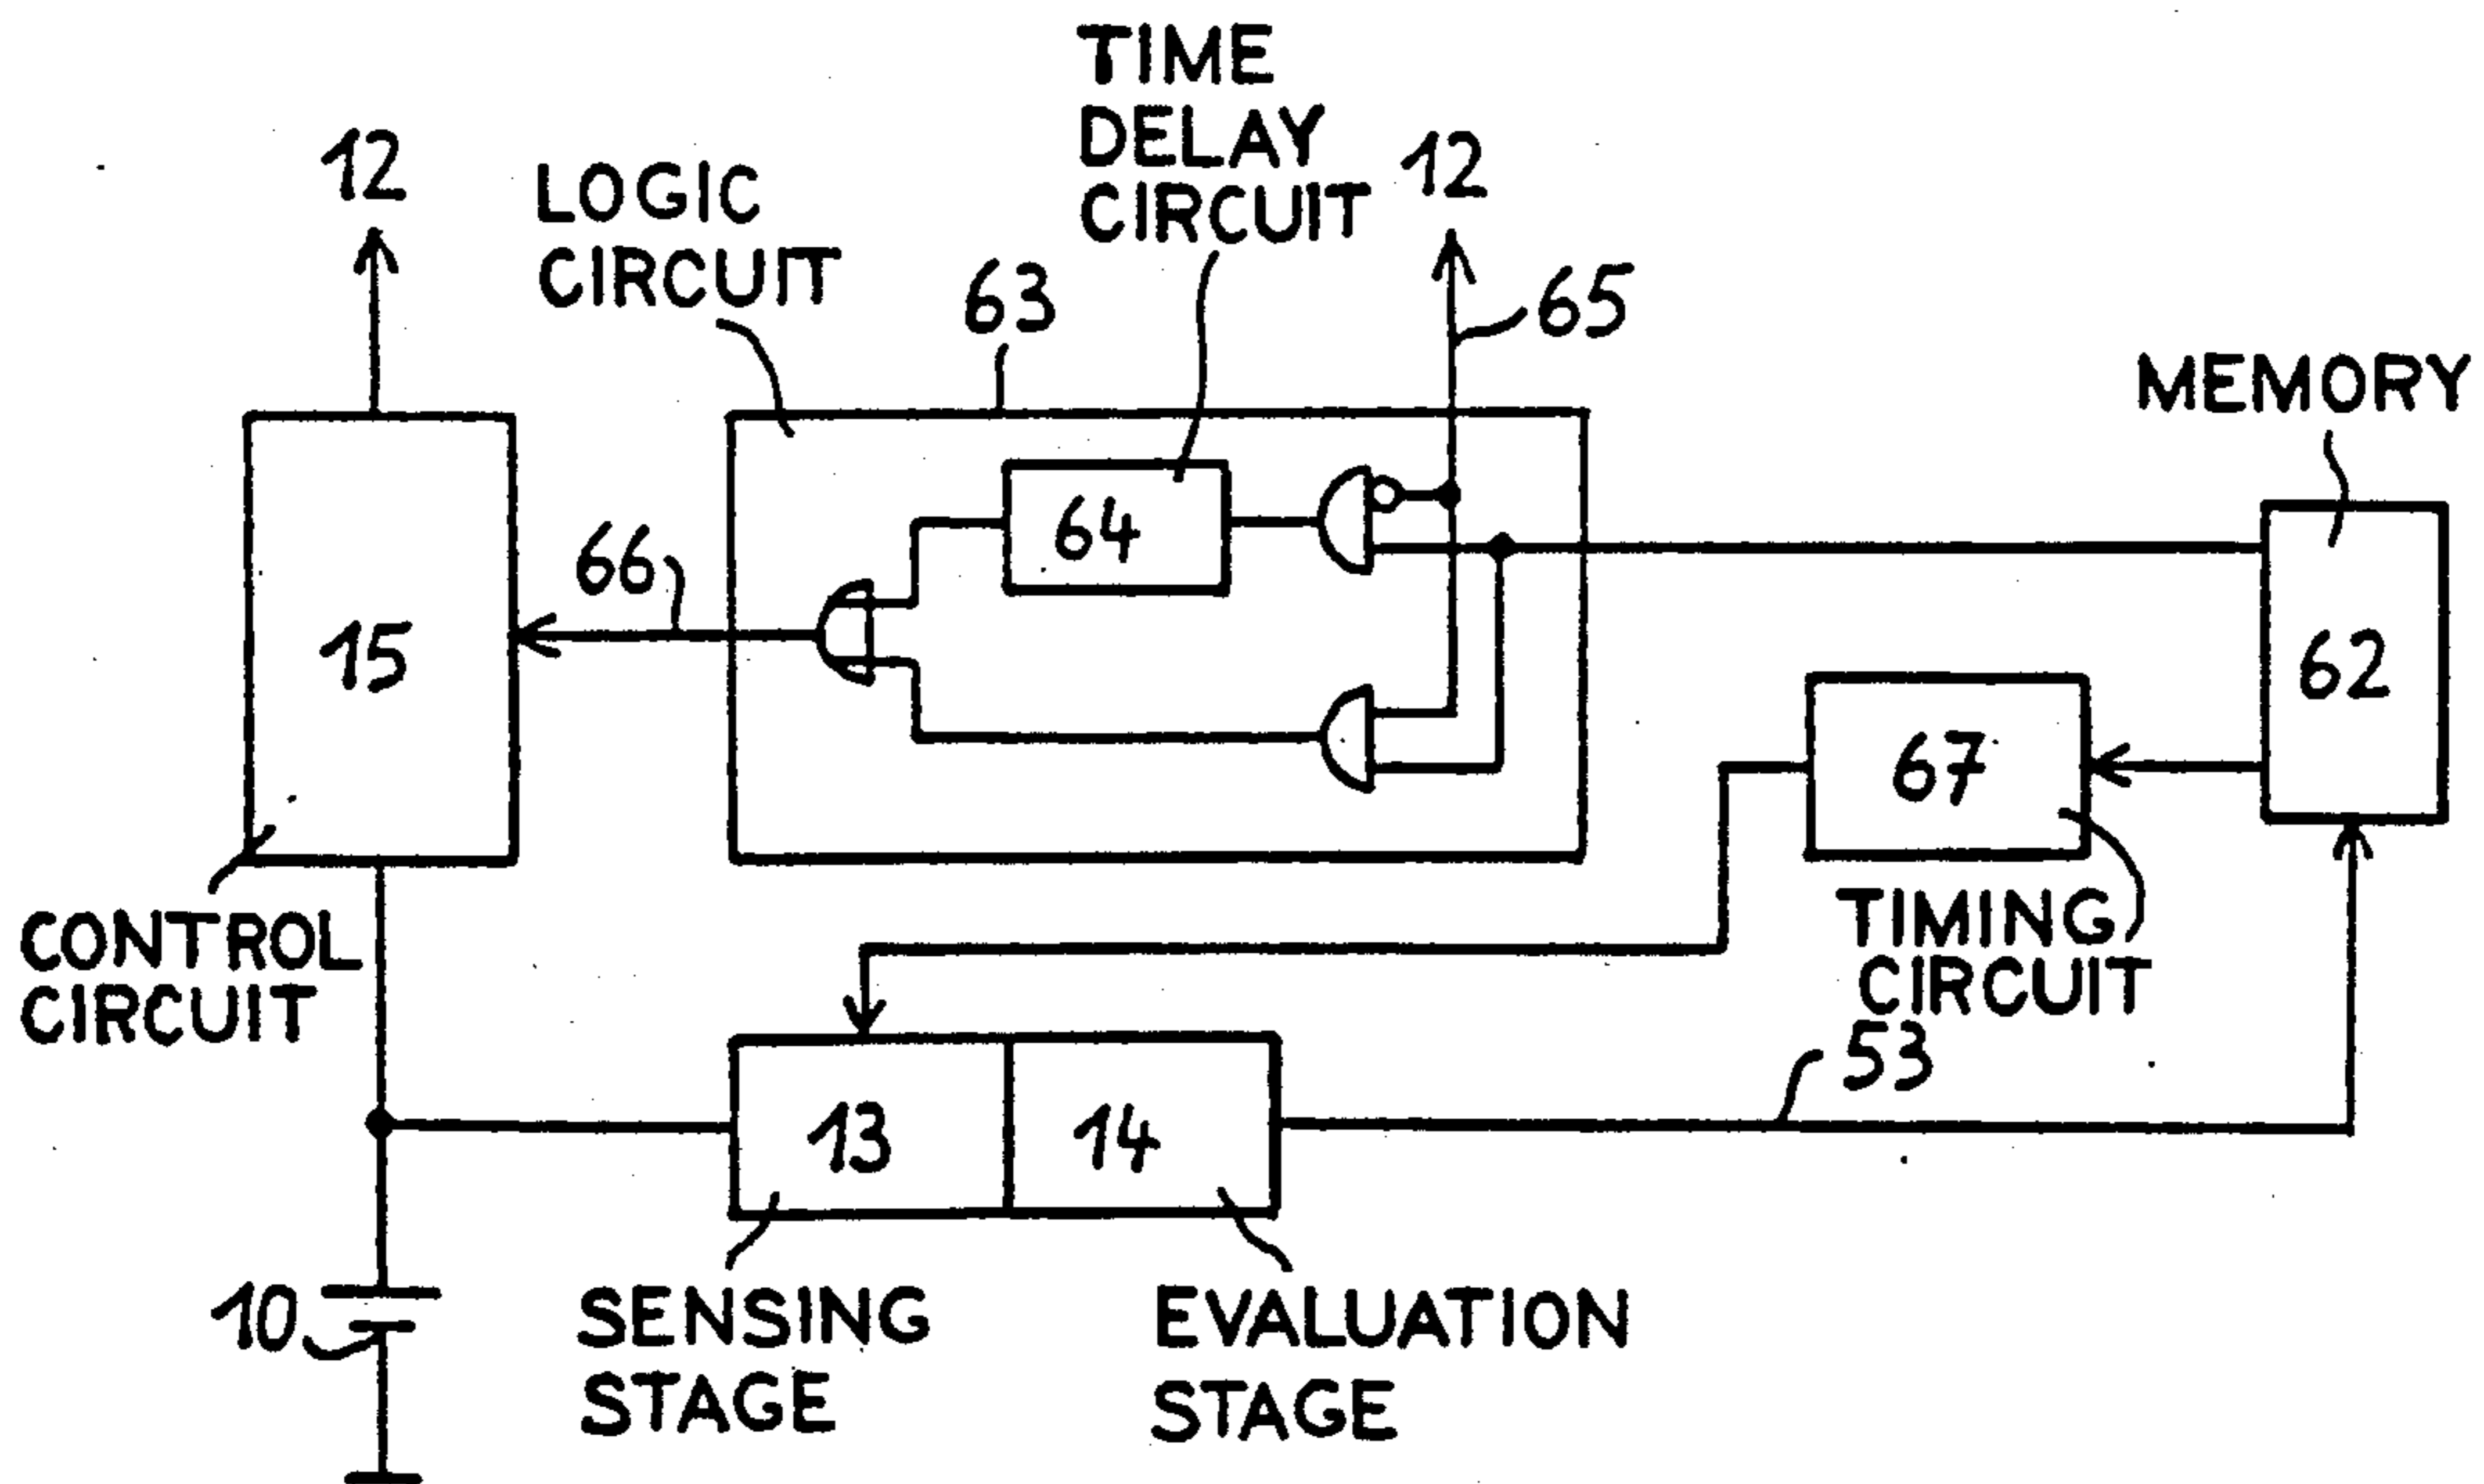 TIME
DELAY
CIRCUIT
12
12
LOGIC
CIRCUIT
63
65
MEMORY
64
66
15
62
67
CONTROL
CIRCUIT
TIMING
CIRCUIT
53
13
14
10
SENSING
STAGE
EVALUATION
STAGE